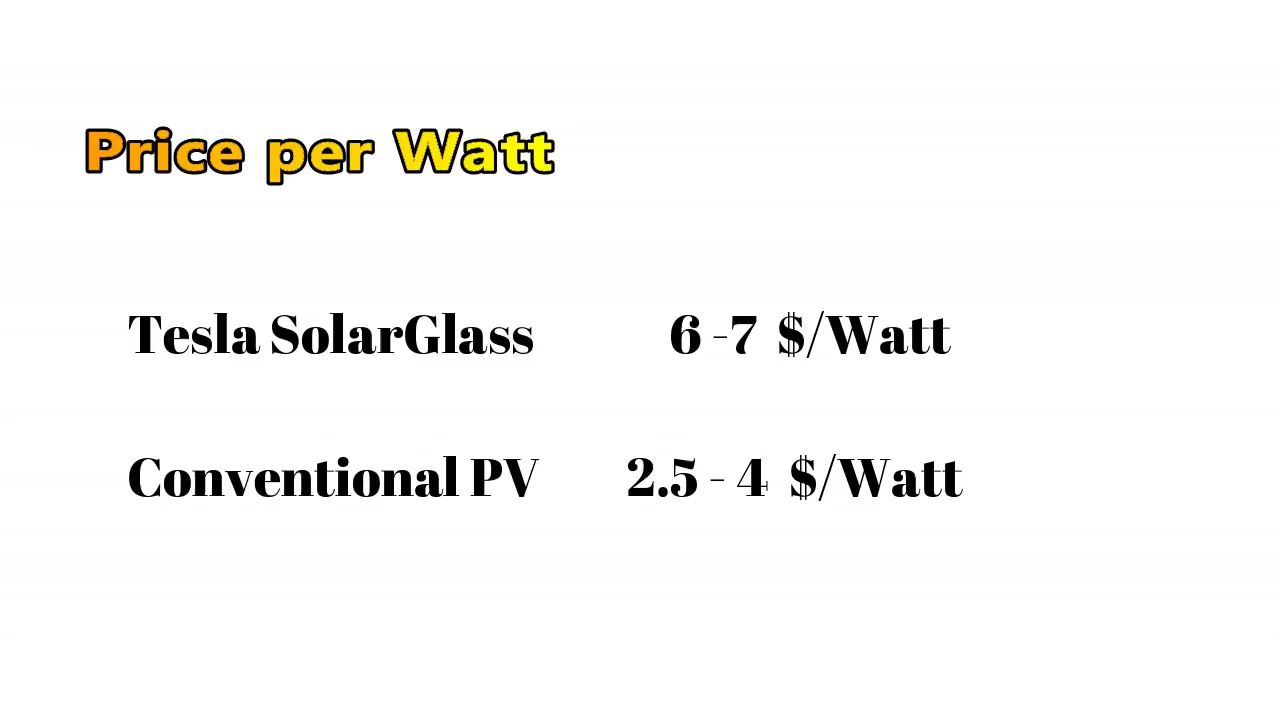 Price per Watt
Tesla SolarGlass 6 -7 $/Watt
Conventional PV 2.5 - 4 $/Watt